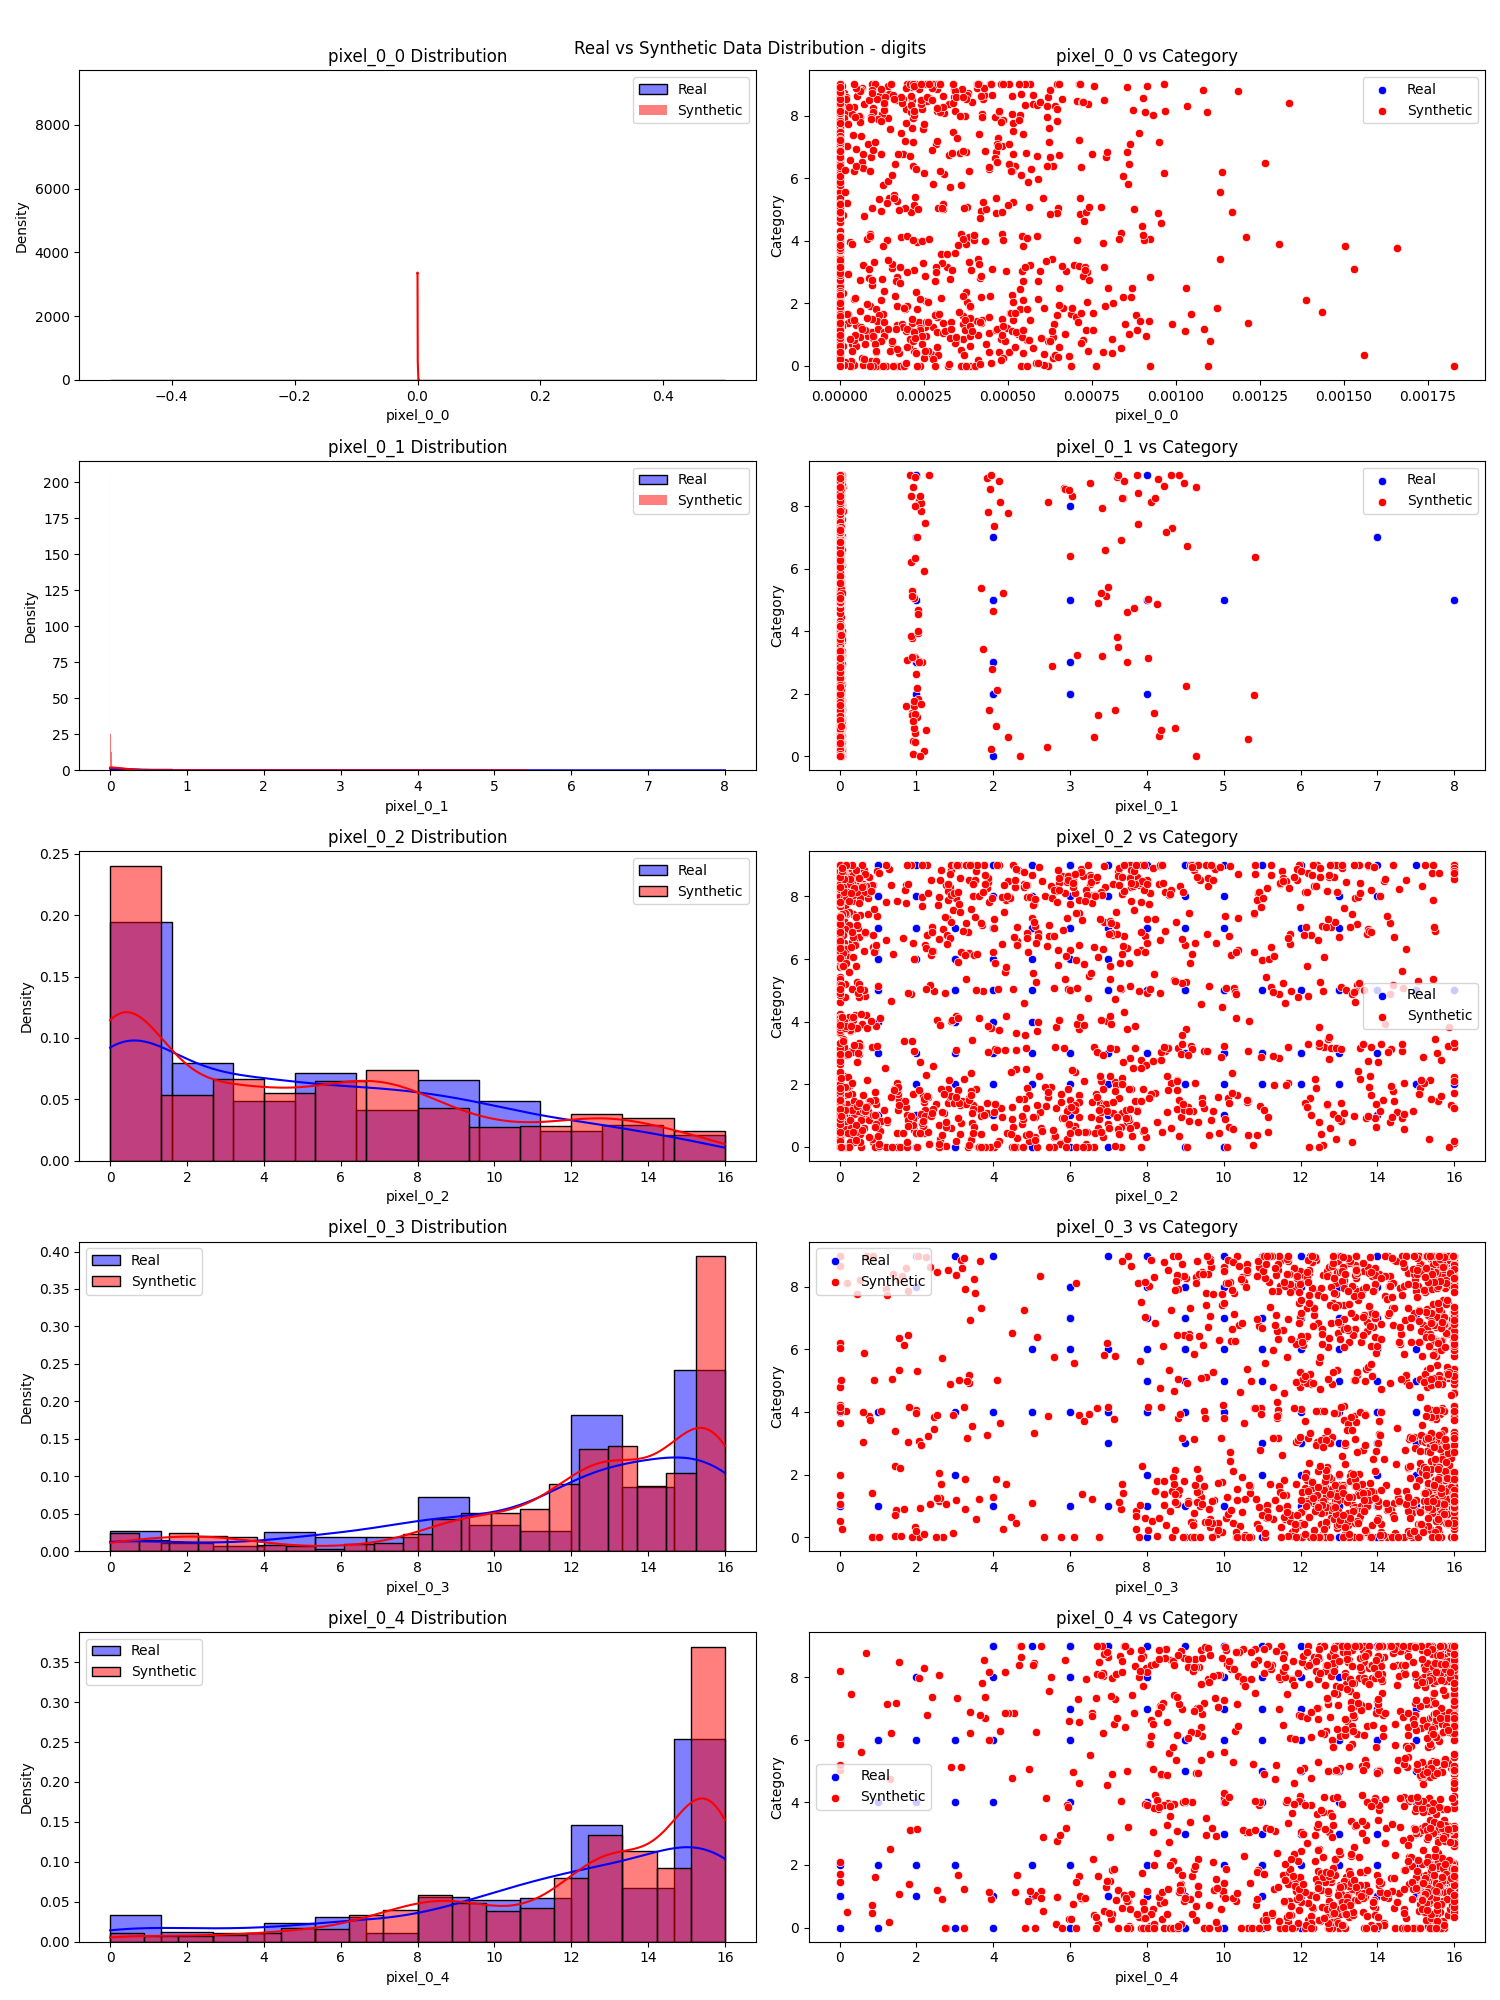 Real vs Synthetic Data Distribution - digits
pixel_0_0 Distribution
Real
Synthetic
Density
8000
6000
4000
2000
0
−0.4 −0.2 0.0 0.2 0.4
pixel_0_0
pixel_0_0 vs Category
Real
Synthetic
Category
8
6
4
2
0
0.00000 0.00025 0.00050 0.00075 0.00100 0.00125 0.00150 0.00175
pixel_0_0
pixel_0_1 Distribution
Real
Synthetic
Density
200
175
150
125
100
75
50
25
0
0 1 2 3 4 5 6 7 8
pixel_0_1
pixel_0_1 vs Category
Real
Synthetic
Category
8
6
4
2
0
0 1 2 3 4 5 6 7 8
pixel_0_1
pixel_0_2 Distribution
Real
Synthetic
Density
0.25
0.20
0.15
0.10
0.05
0.00
0 2 4 6 8 10 12 14 16
pixel_0_2
pixel_0_2 vs Category
Real
Synthetic
Category
8
6
4
2
0
0 2 4 6 8 10 12 14 16
pixel_0_2
pixel_0_3 Distribution
Real
Synthetic
Density
0.40
0.35
0.30
0.25
0.20
0.15
0.10
0.05
0.00
0 2 4 6 8 10 12 14 16
pixel_0_3
pixel_0_3 vs Category
Real
Synthetic
Category
8
6
4
2
0
0 2 4 6 8 10 12 14 16
pixel_0_3
pixel_0_4 Distribution
Real
Synthetic
Density
0.35
0.30
0.25
0.20
0.15
0.10
0.05
0.00
0 2 4 6 8 10 12 14 16
pixel_0_4
pixel_0_4 vs Category
Real
Synthetic
Category
8
6
4
2
0
0 2 4 6 8 10 12 14 16
pixel_0_4